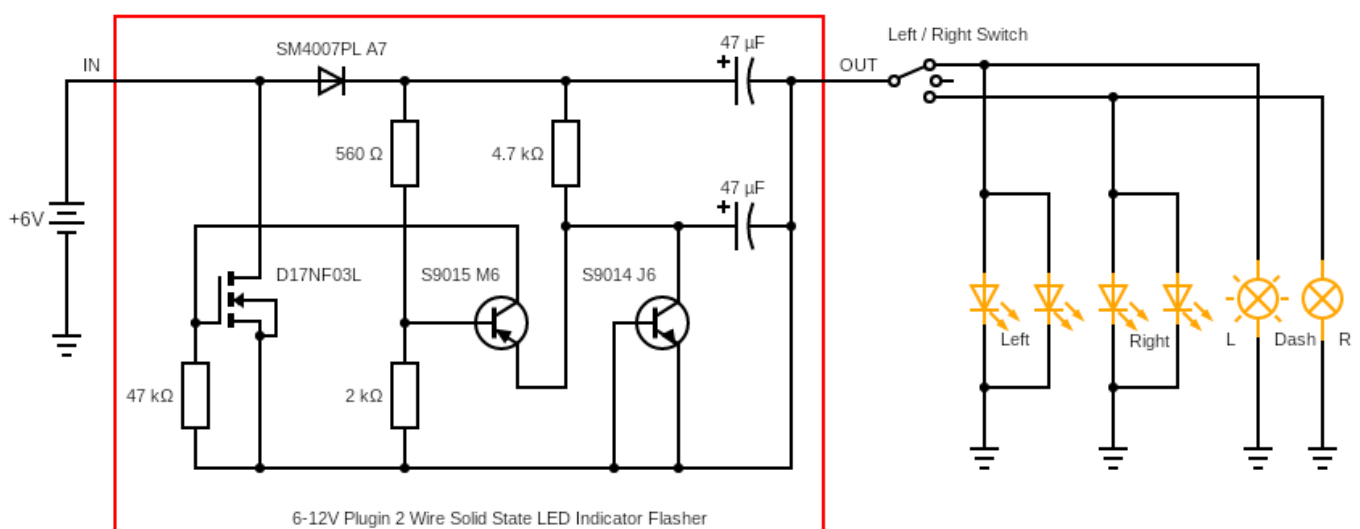 SM4007PL A7
47 µF
Left / Right Switch
IN
OUT
560 Ω
4.7 kΩ
47 µF
+6V
D17NF03L
S9015 M6
S9014 J6
Left
Right
L
Dash
R
47 kΩ
2 kΩ
6-12V Plugin 2 Wire Solid State LED Indicator Flasher